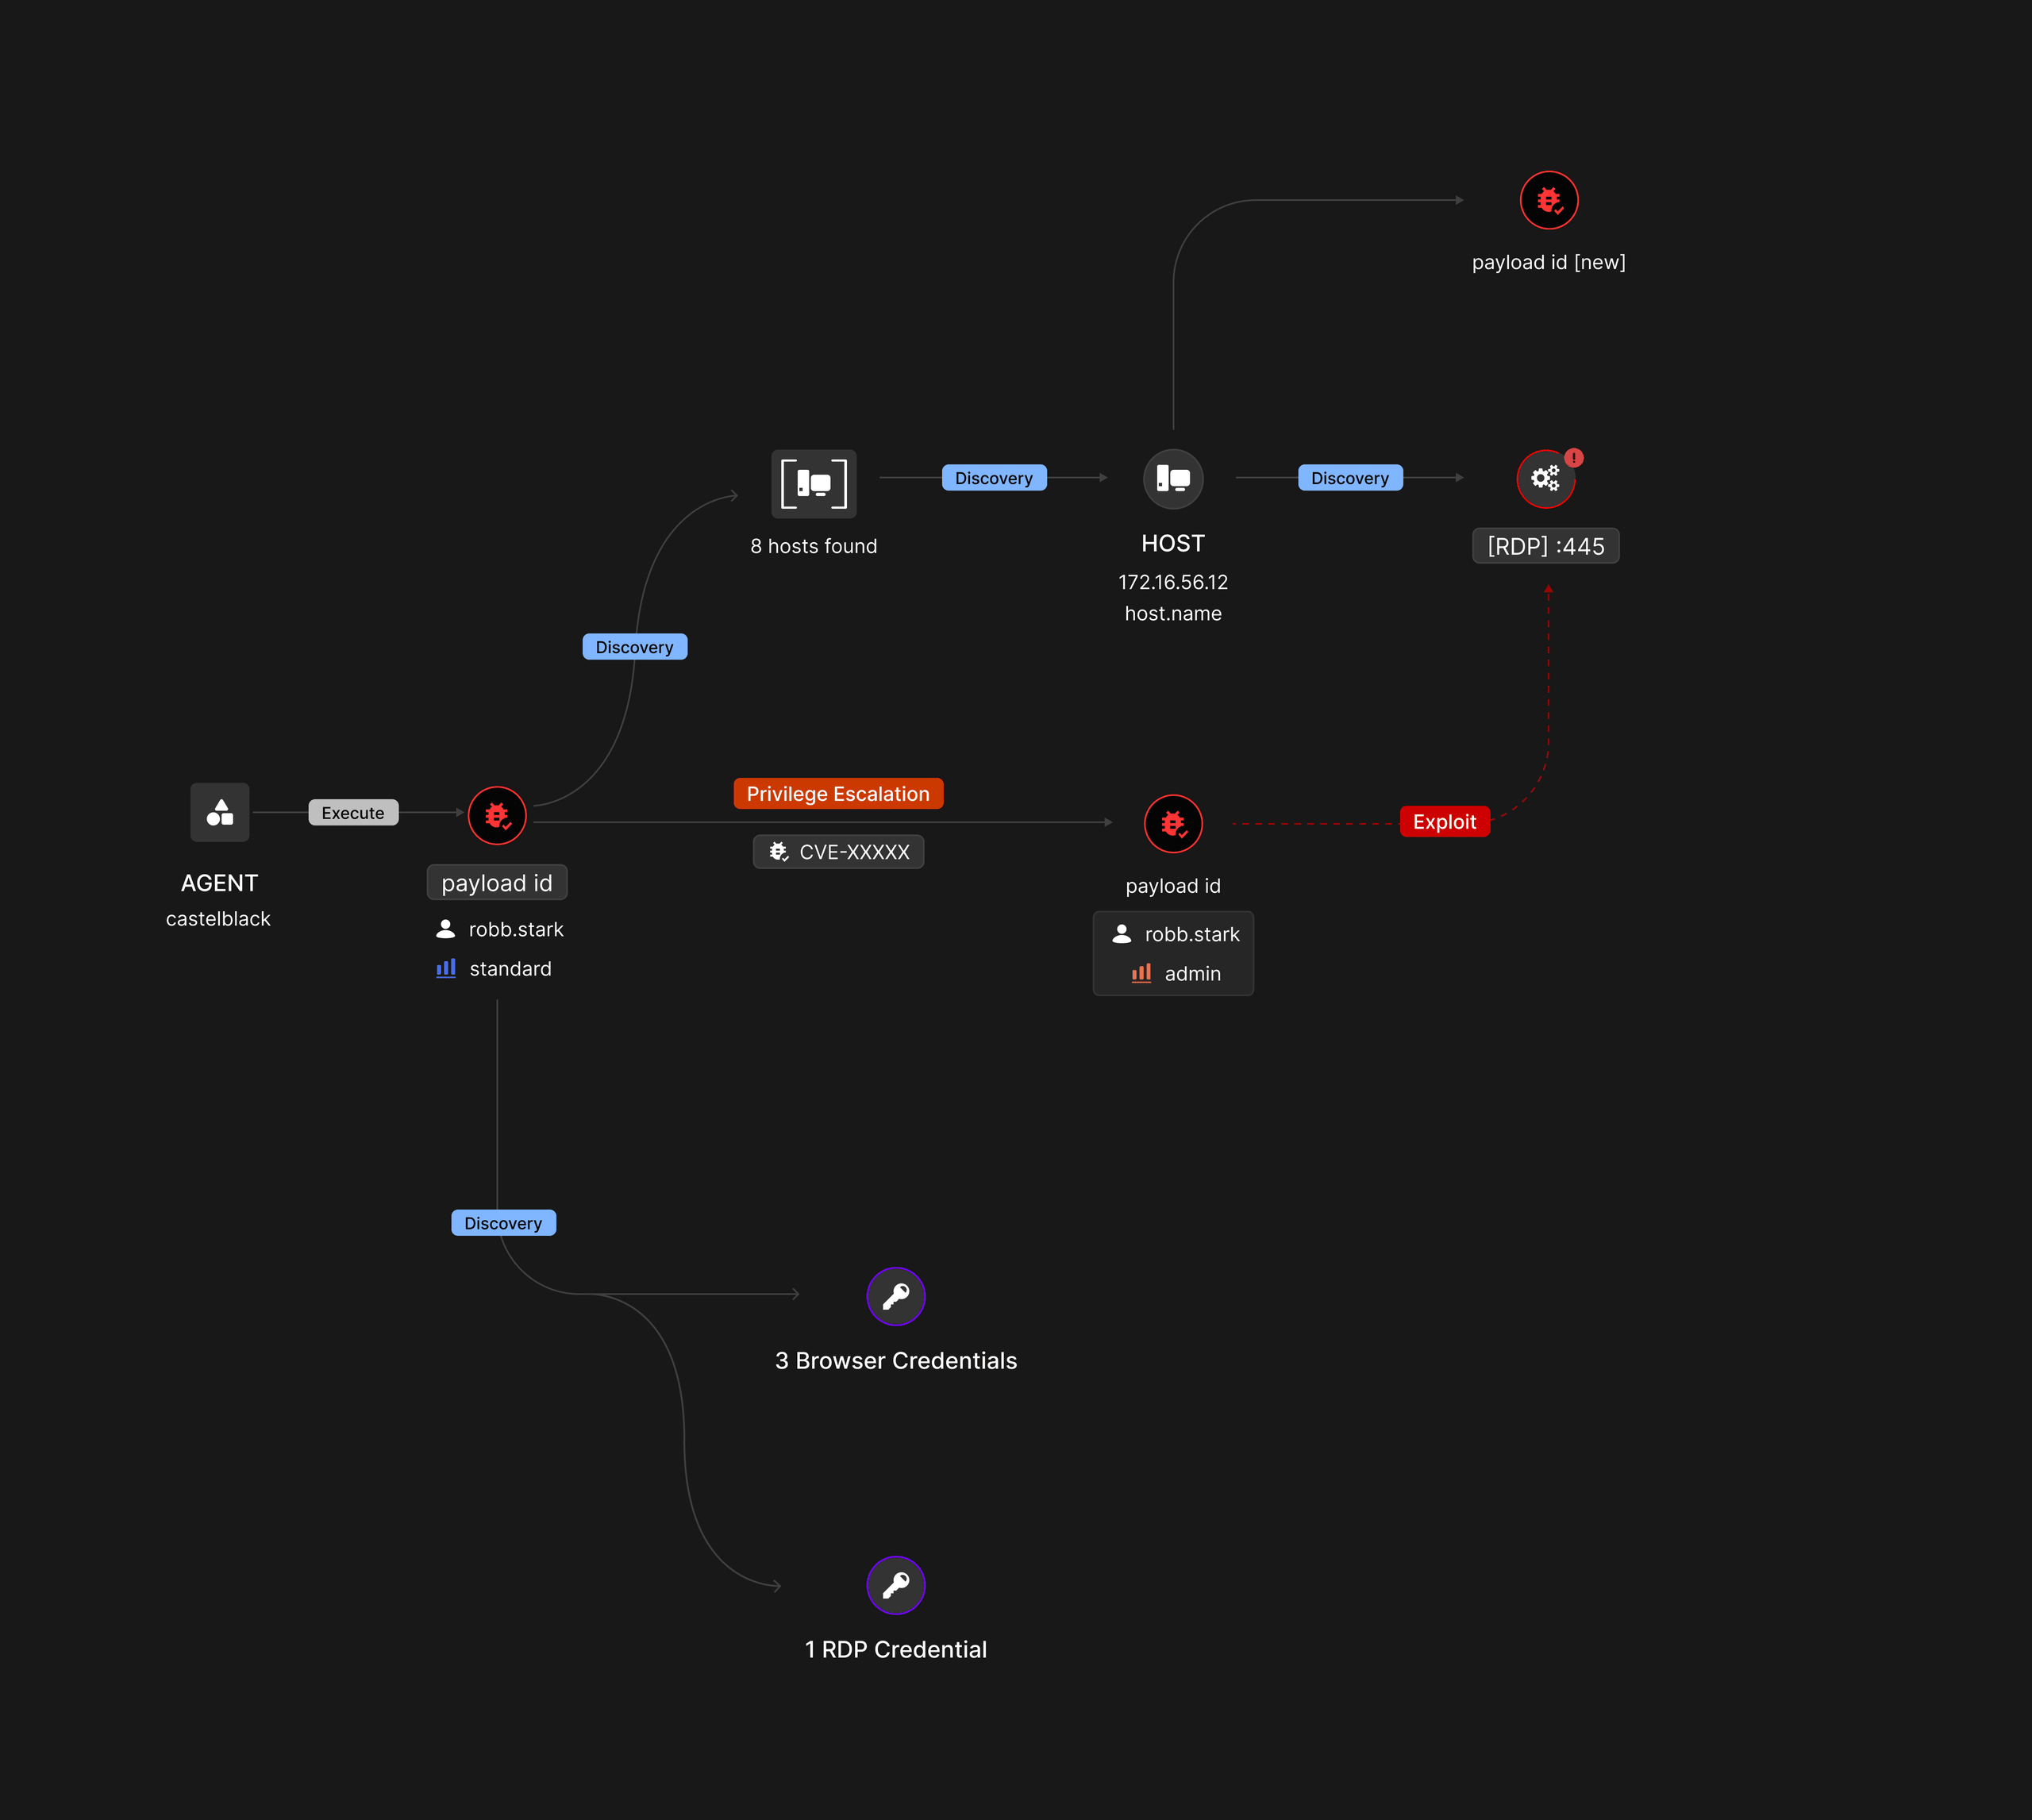 payload id [new]
Discovery
Discovery
8 hosts found
HOST
172.16.56.12
host.name
[RDP] :445
Discovery
Execute
Privilege Escalation
CVE-XXXXX
Exploit
AGENT
castelblack
payload id
robb.stark
standard
payload id
robb.stark
admin
Discovery
3 Browser Credentials
1 RDP Credential